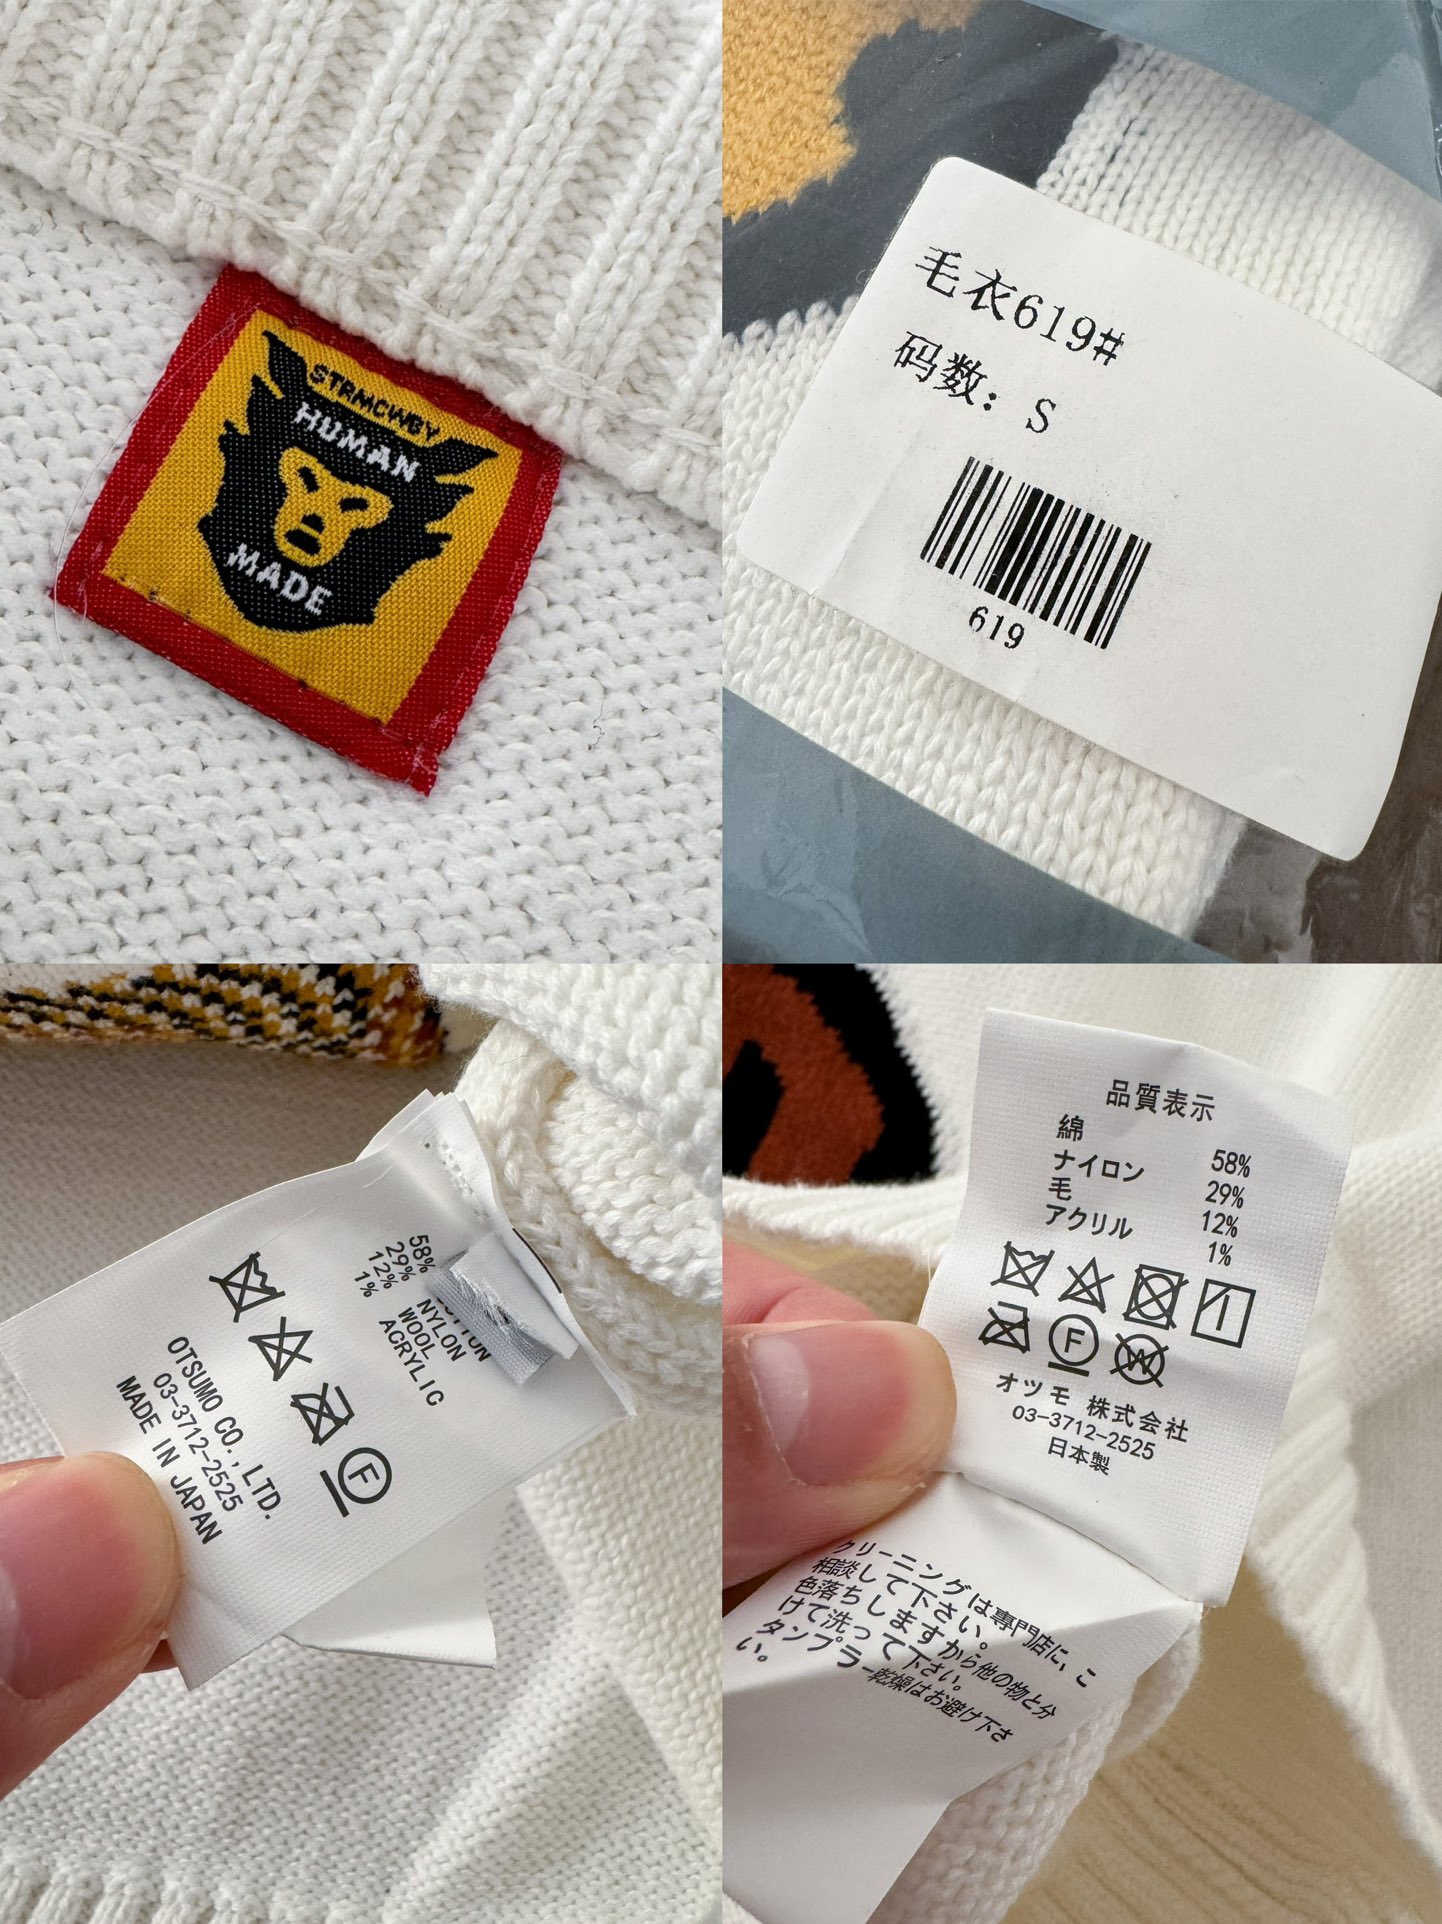 STRMCWBY
HUMAN
MADE
毛衣619#
码数: S
619
58%
29%
12%
1%
NYLON
WOOL
ACRYLIC
F
OTSUMO CO., LTD.
03-3712-2525
MADE IN JAPAN
品質表示
綿 58%
ナイロン 29%
毛 12%
アクリル 1%
F
W
オツモ 株式会社
03-3712-2525
日本製
クリーニングは専門店に、こ
相談して下さい。
色落ちしますから他の物と分
けて洗って下さい。
タンブラー乾燥はお避け下さ
い。